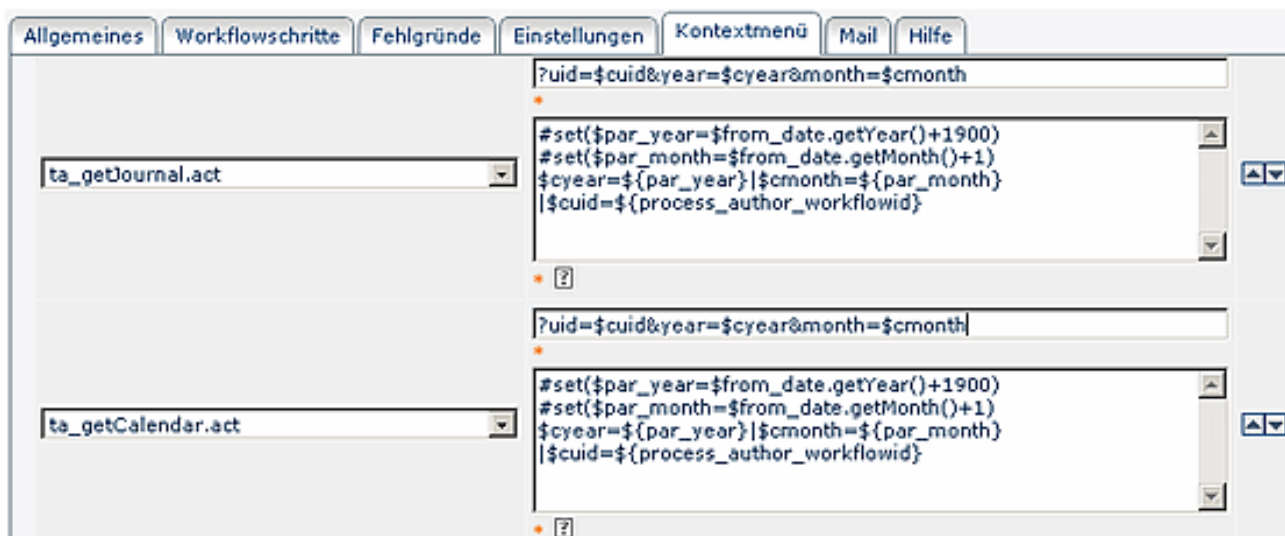 Allgemeines Workflowschritte Fehlgründe Einstellungen Kontextmenü Mail Hilfe
?uid=$cuid&year=$cyear&month=$cmonth
*
#set($par_year=$from_date.getYear()+1900)
#set($par_month=$from_date.getMonth()+1)
$cyear=${par_year}|$cmonth=${par_month}
|$cuid=${process_author_workflowid}
ta_getJournal.act
* ?
?uid=$cuid&year=$cyear&month=$cmonth
*
#set($par_year=$from_date.getYear()+1900)
#set($par_month=$from_date.getMonth()+1)
$cyear=${par_year}|$cmonth=${par_month}
|$cuid=${process_author_workflowid}
ta_getCalendar.act
* ?